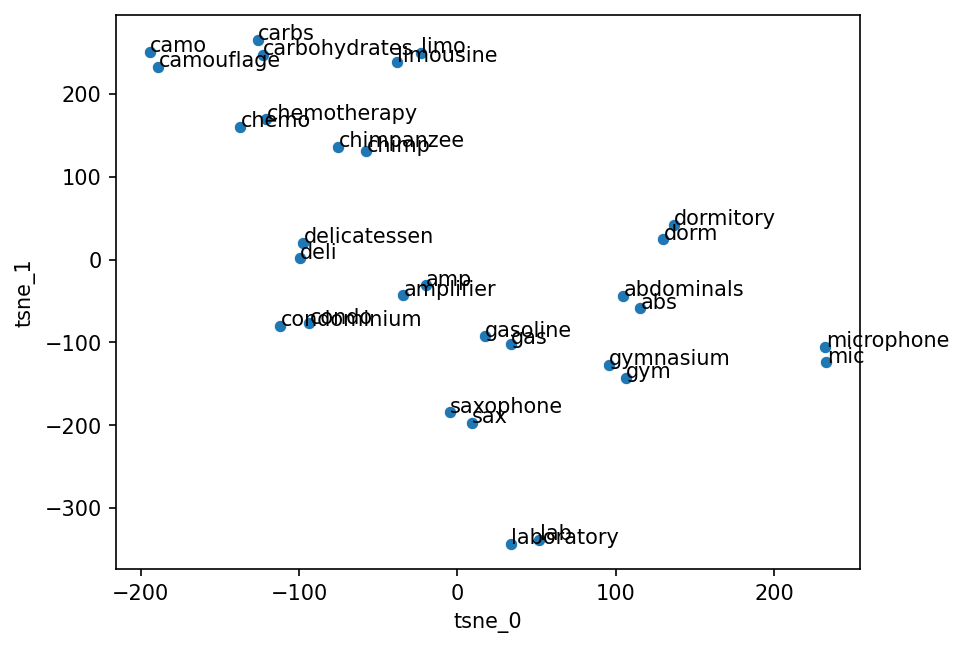 carbs
limo
camo
carbohydrates
limousine
camouflage
200
chemotherapy
chemo
chimpanzee
chimp
100
dormitory
dorm
delicatessen
deli
0
amp
amplifier
abdominals
abs
condo
condominium
gasoline
gas
−100
microphone
mic
gymnasium
gym
saxophone
sax
−200
−300
lab
laboratory
tsne_1
−200
−100
0
100
200
tsne_0